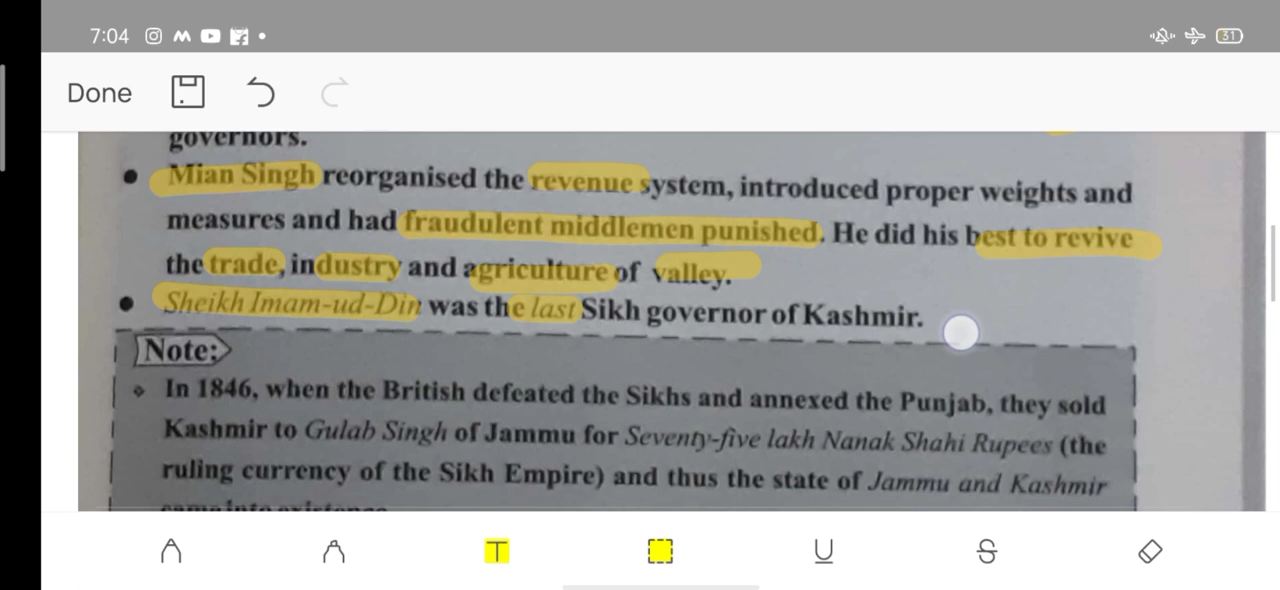 7:04
31
Done
governors.
● Mian Singh reorganised the revenue system, introduced proper weights and
measures and had fraudulent middlemen punished. He did his best to revive
the trade, industry and agriculture of valley.
● Sheikh Imam-ud-Din was the last Sikh governor of Kashmir.
Note:
In 1846, when the British defeated the Sikhs and annexed the Punjab, they sold
Kashmir to Gulab Singh of Jammu for Seventy-five lakh Nanak Shahi Rupees (the
ruling currency of the Sikh Empire) and thus the state of Jammu and Kashmir
came into existence
T
U
S